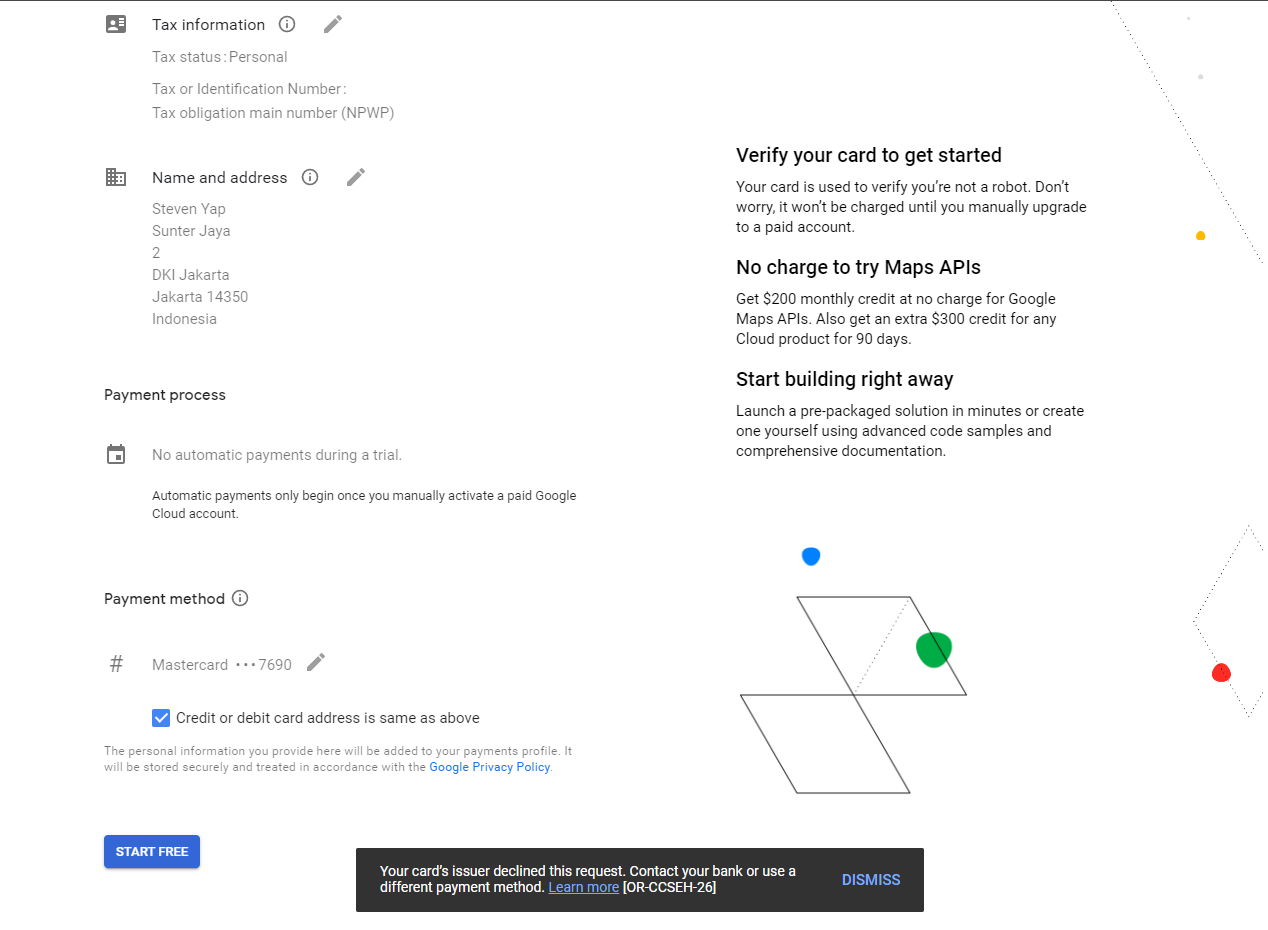 Tax information
Tax status: Personal
Tax or Identification Number:
Tax obligation main number (NPWP)
Name and address
Steven Yap
Sunter Jaya
2
DKI Jakarta
Jakarta 14350
Indonesia
Payment process
No automatic payments during a trial.
Automatic payments only begin once you manually activate a paid Google
Cloud account.
Payment method
# Mastercard •••7690
Credit or debit card address is same as above
The personal information you provide here will be added to your payments profile. It
will be stored securely and treated in accordance with the Google Privacy Policy.
START FREE
Verify your card to get started
Your card is used to verify you’re not a robot. Don’t
worry, it won’t be charged until you manually upgrade
to a paid account.
No charge to try Maps APIs
Get $200 monthly credit at no charge for Google
Maps APIs. Also get an extra $300 credit for any
Cloud product for 90 days.
Start building right away
Launch a pre-packaged solution in minutes or create
one yourself using advanced code samples and
comprehensive documentation.
Your card’s issuer declined this request. Contact your bank or use a
different payment method. Learn more [OR-CCSEH-26]
DISMISS